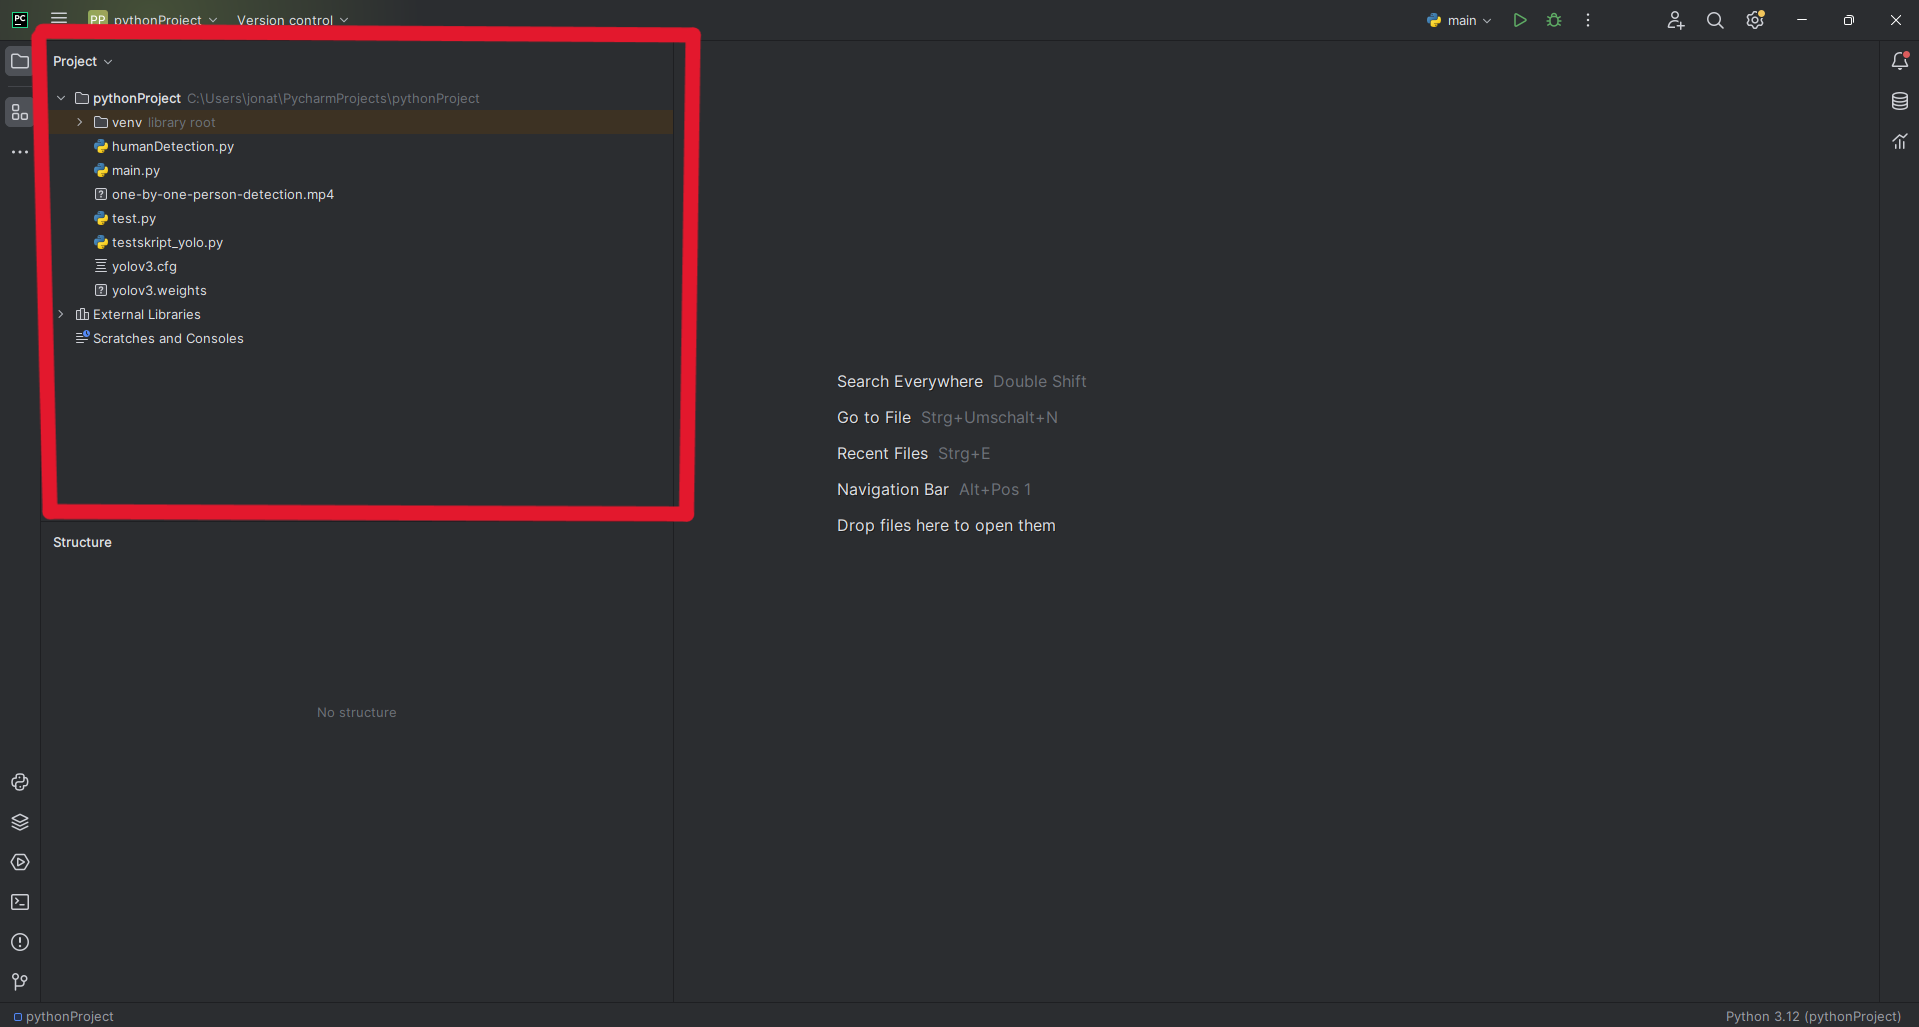 PC PP pythonProject Version control main
Project
pythonProject C:\Users\jonat\PycharmProjects\pythonProject
venv library root
humanDetection.py
main.py
one-by-one-person-detection.mp4
test.py
testskript_yolo.py
yolov3.cfg
yolov3.weights
External Libraries
Scratches and Consoles
Search Everywhere Double Shift
Go to File Strg+Umschalt+N
Recent Files Strg+E
Navigation Bar Alt+Pos 1
Drop files here to open them
Structure
No structure
pythonProject Python 3.12 (pythonProject)